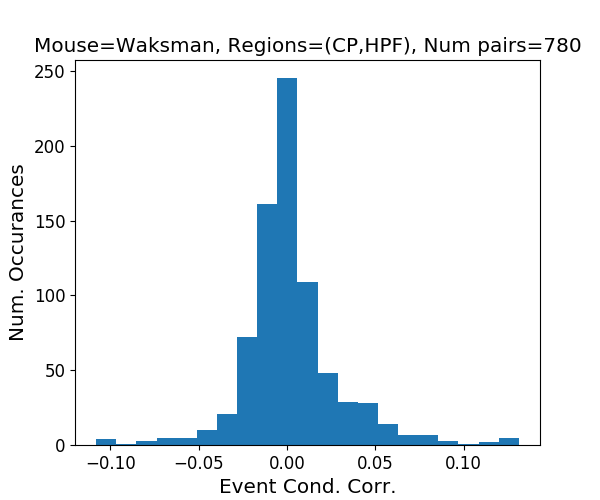 Mouse=Waksman, Regions=(CP,HPF), Num pairs=780
250
200
150
100
50
0
Num. Occurances
−0.10 −0.05 0.00 0.05 0.10
Event Cond. Corr.